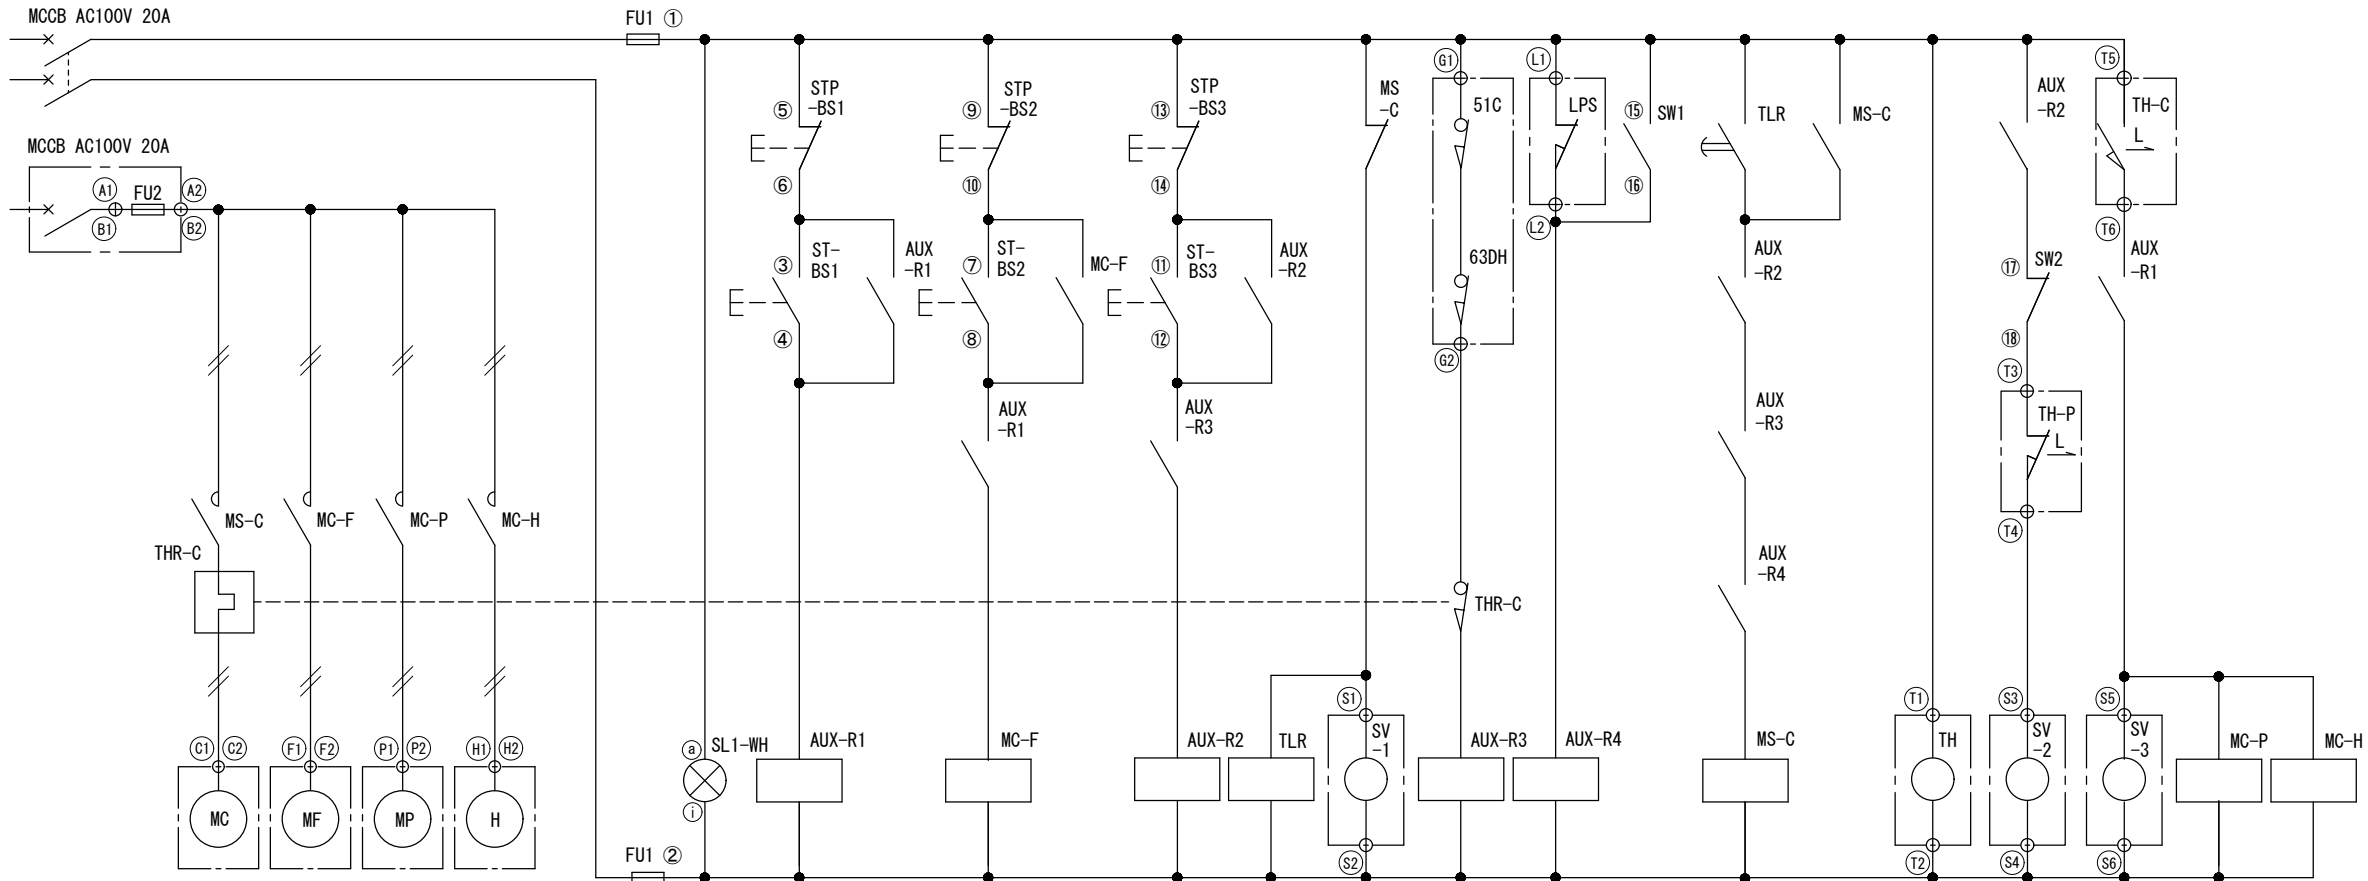 MCCB AC100V 20A
FU1 ①
MCCB AC100V 20A
A1
FU2
A2
B1
B2
MS-C
MC-F
MC-P
MC-H
THR-C
C1
C2
F1
F2
P1
P2
H1
H2
MC
MF
MP
H
FU1 ②
a
SL1-WH
i
⑤
STP
-BS1
⑥
③
ST-
BS1
AUX
-R1
④
AUX-R1
⑨
STP
-BS2
⑩
⑦
ST-
BS2
MC-F
⑧
AUX
-R1
MC-F
⑬
STP
-BS3
⑭
⑪
ST-
BS3
AUX
-R2
⑫
AUX
-R3
AUX-R2
TLR
MS
-C
S1
SV
-1
S2
G1
51C
63DH
G2
THR-C
AUX-R3
L1
LPS
L2
⑮
SW1
⑯
AUX-R4
TLR
MS-C
AUX
-R2
AUX
-R3
AUX
-R4
MS-C
T1
TH
T2
AUX
-R2
⑰
SW2
⑱
T3
TH-P
L
T4
S3
SV
-2
S4
T5
TH-C
L
T6
AUX
-R1
S5
SV
-3
S6
MC-P
MC-H